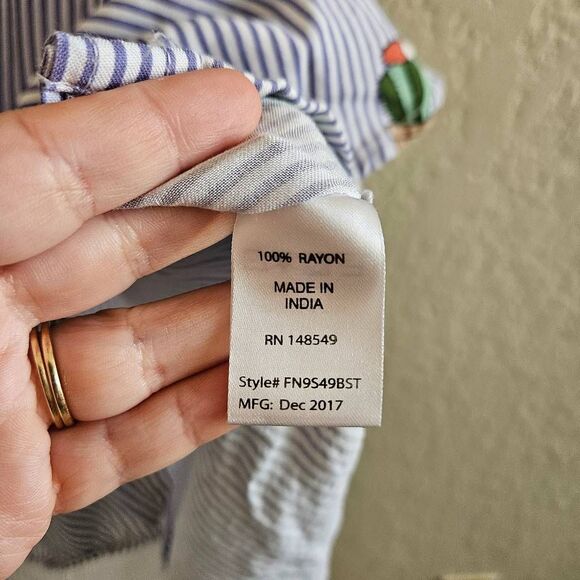 100% RAYON
MADE IN
INDIA
RN 148549
Style# FN9S49BST
MFG: Dec 2017